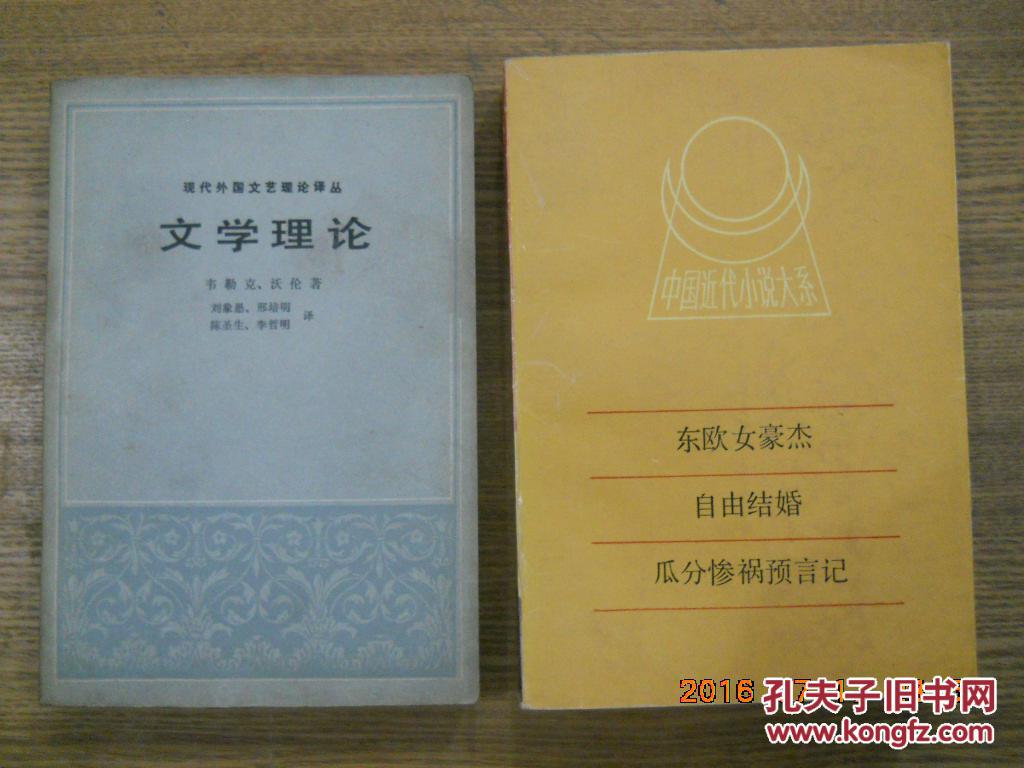 现代外国文艺理论译丛
文学理论
韦勒克、沃伦著
刘象愚、邢培明
陈圣生、李哲明
译
中国近代小说大系
东欧女豪杰
自由结婚
瓜分惨祸预言记
2016
孔夫子旧书网
www.kongfz.com